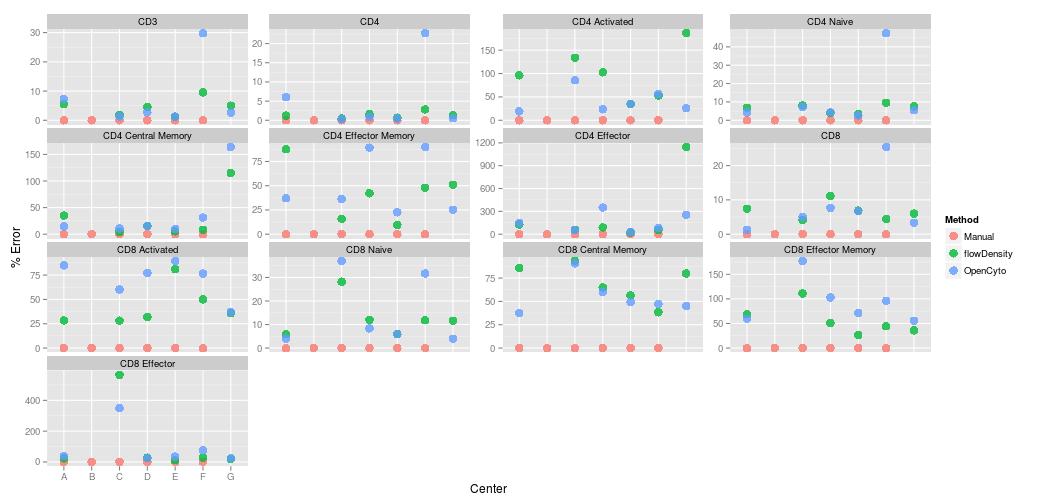 CD3
CD4
CD4 Activated
CD4 Naive
30
20
10
0
20
15
10
5
0
150
100
50
0
40
30
20
10
0
CD4 Central Memory
CD4 Effector Memory
CD4 Effector
CD8
150
100
50
0
75
50
25
0
1200
900
600
300
0
20
10
0
CD8 Activated
CD8 Naive
CD8 Central Memory
CD8 Effector Memory
75
50
25
0
30
20
10
0
75
50
25
0
150
100
50
0
CD8 Effector
400
200
0
A B C D E F G
Center
% Error
Method
Manual
flowDensity
OpenCyto